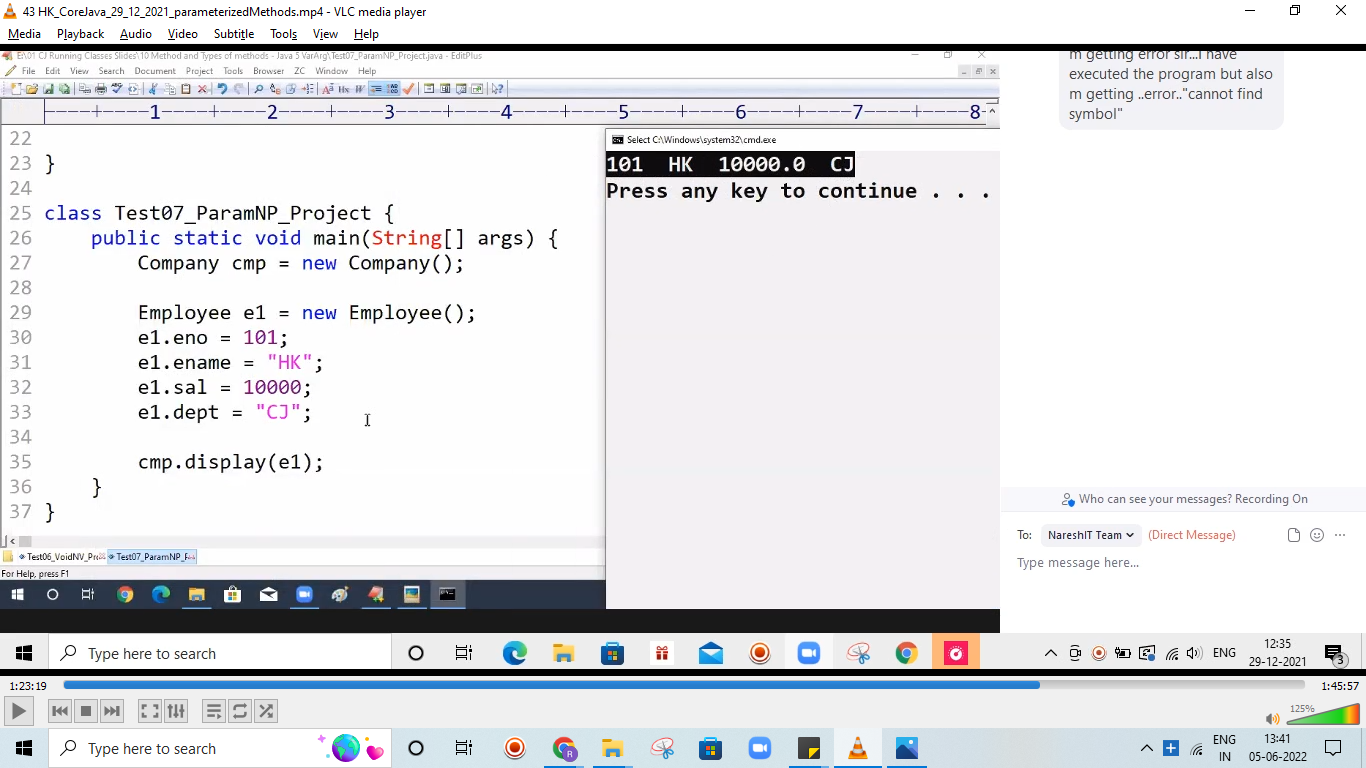 43 HK_CoreJava_29_12_2021_parameterizedMethods.mp4 - VLC media player
Media Playback Audio Video Subtitle Tools View Help
E:\01 CJ Running Classes Slides\10 Method and Types of methods - Java 5 VarArg\Test07_ParamNP_Project.java - EditPlus
File Edit View Search Document Project Tools Browser ZC Window Help
----+----1----+----2----+----3----+----4----+----5----+----6----+----7----+----8-
22
23 }
24
25 class Test07_ParamNP_Project {
26 public static void main(String[] args) {
27 Company cmp = new Company();
28
29 Employee e1 = new Employee();
30 e1.eno = 101;
31 e1.ename = "HK";
32 e1.sal = 10000;
33 e1.dept = "CJ";
34
35 cmp.display(e1);
36 }
37 }
Test06_VoidNV_Pr Test07_ParamNP_P
For Help, press F1
Select C:\Windows\system32\cmd.exe
101 HK 10000.0 CJ
Press any key to continue . . .
m getting error sir...I have
executed the program but also
m getting ..error.."cannot find
symbol"
Who can see your messages? Recording On
To: NareshIT Team (Direct Message)
Type message here...
Type here to search
ENG
12:35
29-12-2021
3
1:23:19
1:45:57
125%
Type here to search
ENG
IN
13:41
05-06-2022